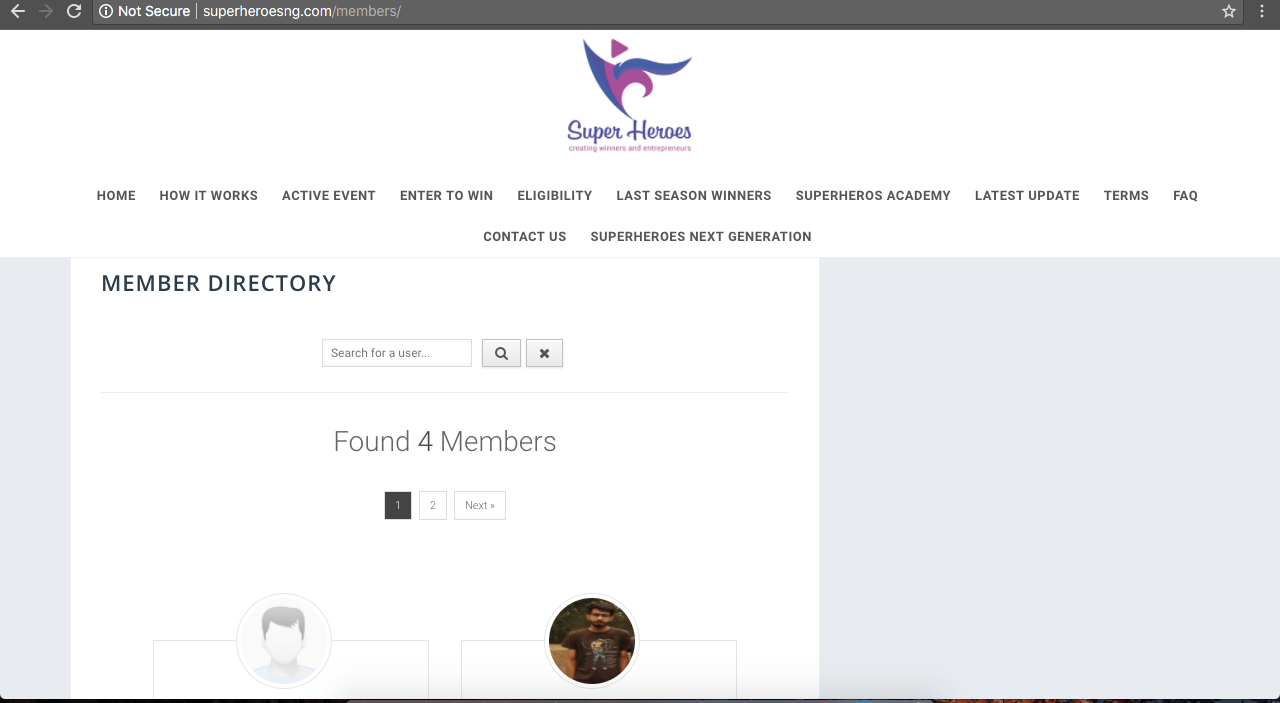 Not Secure | superheroesng.com/members/
Super Heroes
creating winners and entrepreneurs
HOME HOW IT WORKS ACTIVE EVENT ENTER TO WIN ELIGIBILITY LAST SEASON WINNERS SUPERHEROS ACADEMY LATEST UPDATE TERMS FAQ
CONTACT US SUPERHEROES NEXT GENERATION
MEMBER DIRECTORY
Search for a user...
Found 4 Members
1 2 Next »